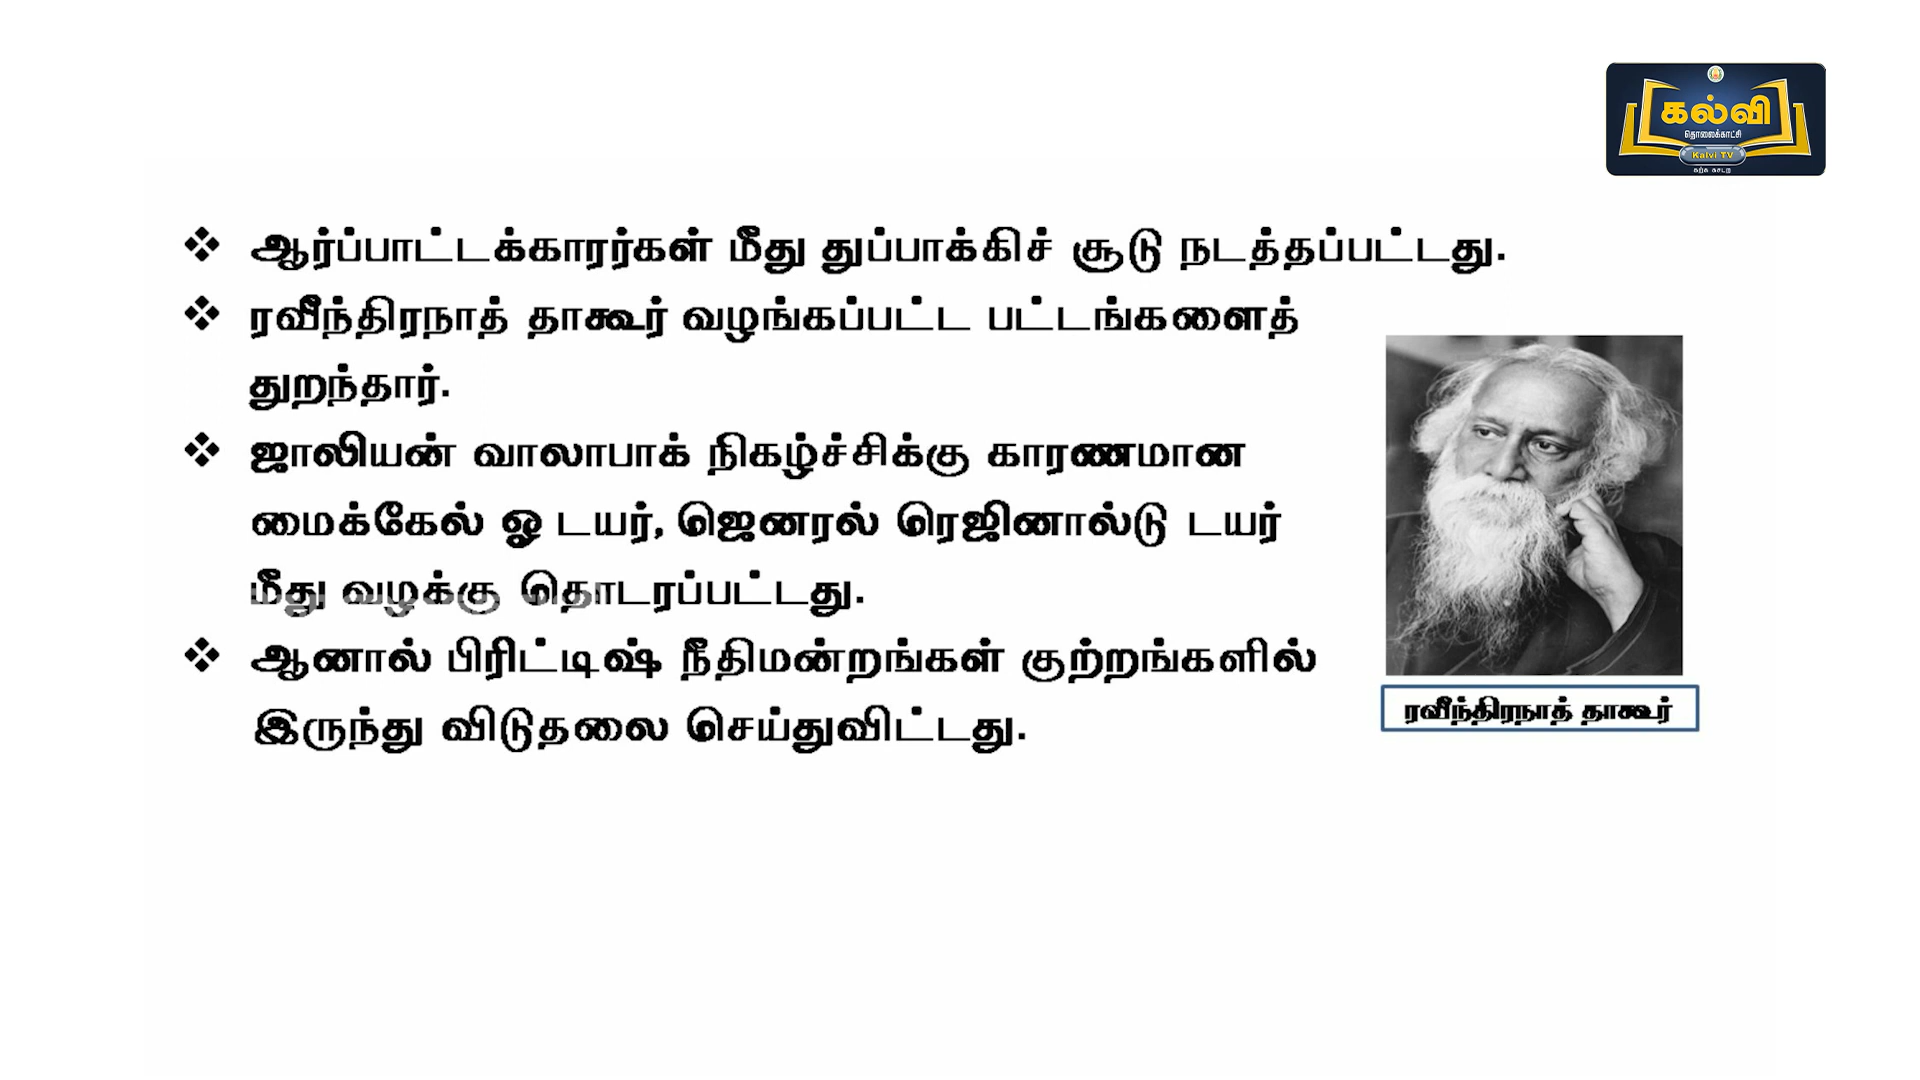 கல்வி
தொலைக்காட்சி
Kalvi TV
கற்க கசடற
❖ ஆர்ப்பாட்டக்காரர்கள் மீது துப்பாக்கிச் சூடு நடத்தப்பட்டது.
❖ ரவீந்திரநாத் தாகூர் வழங்கப்பட்ட பட்டங்களைத்
துறந்தார்.
❖ ஜாலியன் வாலாபாக் நிகழ்ச்சிக்கு காரணமான
மைக்கேல் ஓ டயர், ஜெனரல் ரெஜினால்டு டயர்
மீது வழக்கு தொடரப்பட்டது.
❖ ஆனால் பிரிட்டிஷ் நீதிமன்றங்கள் குற்றங்களில்
இருந்து விடுதலை செய்துவிட்டது.
ரவீந்திரநாத் தாகூர்